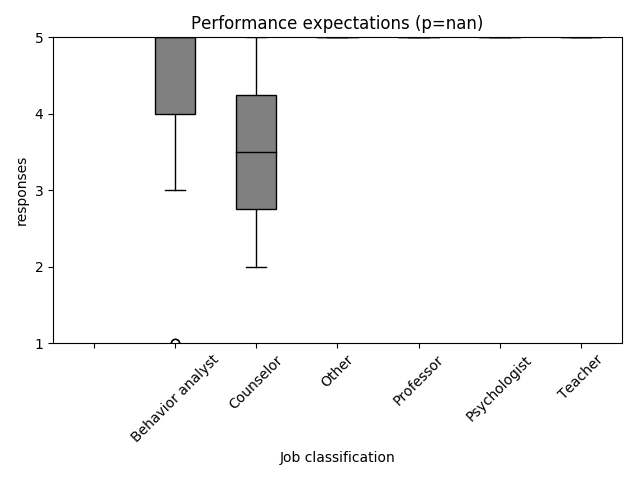 Performance expectations (p=nan)
5
4
3
2
1
responses
Behavior analyst
Counselor
Other
Professor
Psychologist
Teacher
Job classification